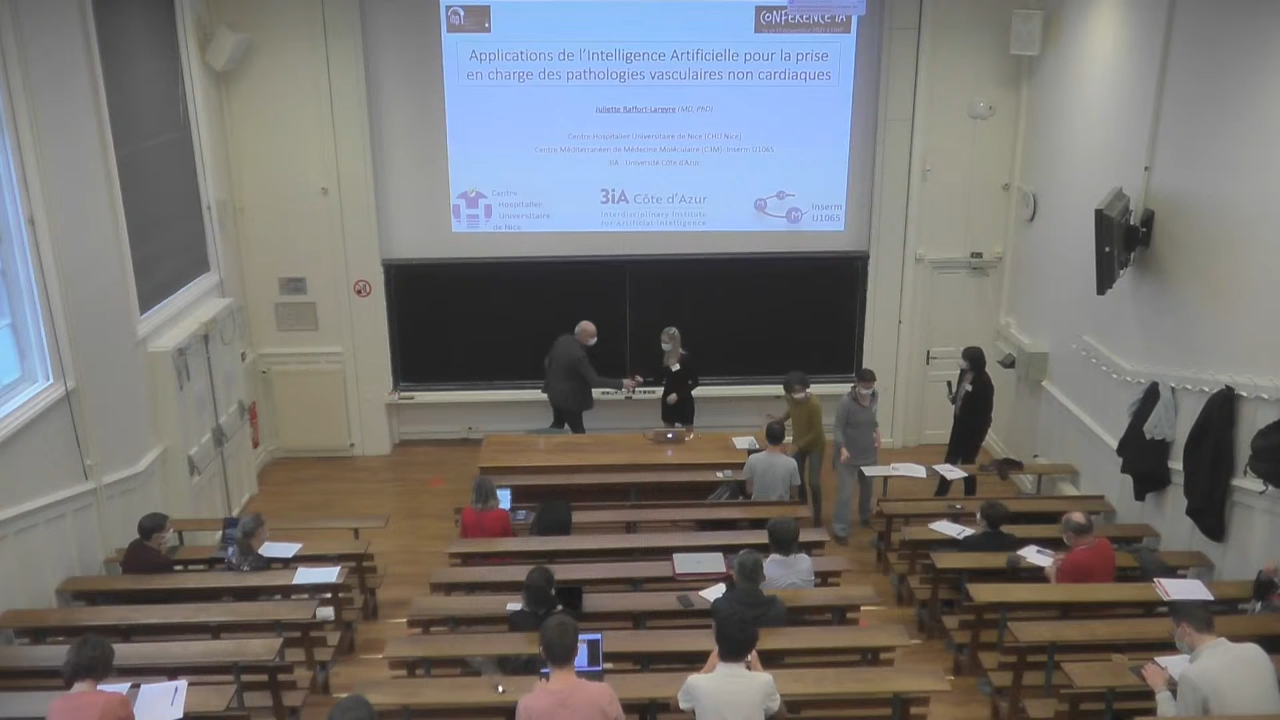 CONFERENCE IA
Applications de l'Intelligence Artificielle pour la prise
en charge des pathologies vasculaires non cardiaques
Juliette Raffort-Lareyre (MD, PhD)
Centre Hospitalier Universitaire de Nice (CHU Nice)
Centre Méditerranéen de Médecine Moléculaire (C3M)- Inserm U1065
3IA - Université Côte d'Azur
Centre
Hospitalier
Universitaire
de Nice
3iA Côte d'Azur
Interdisciplinary Institute
for Artificial Intelligence
Inserm
U1065